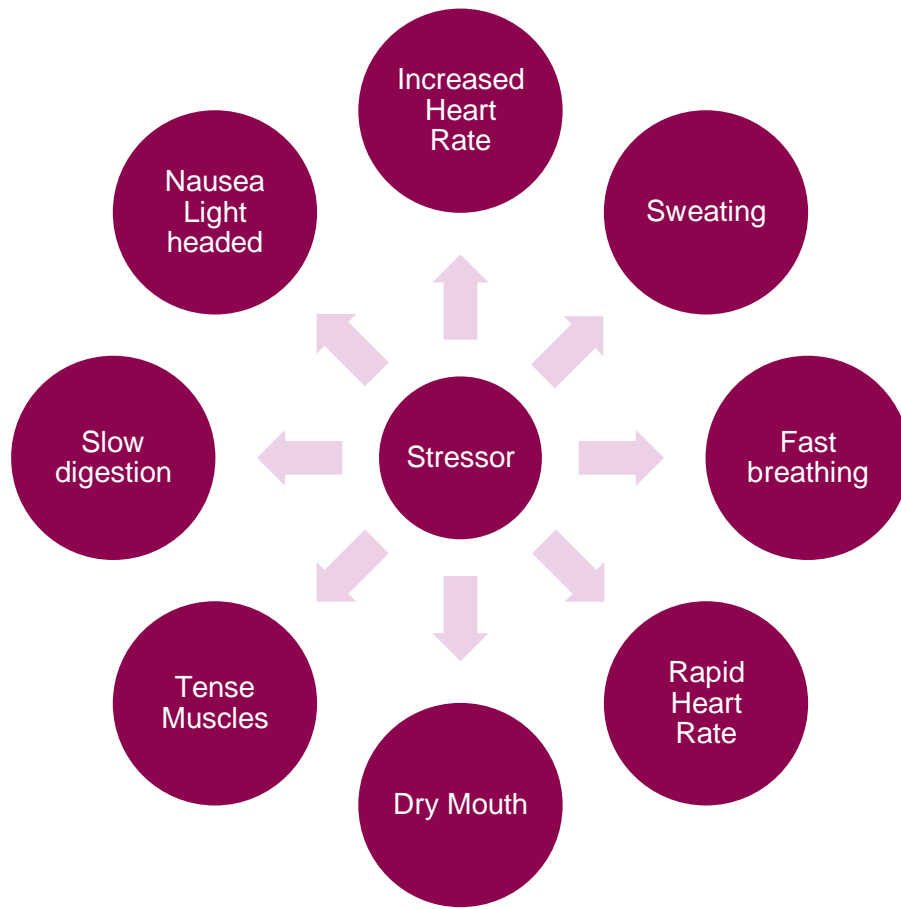 Increased
Heart
Rate
Sweating
Fast
breathing
Rapid
Heart
Rate
Dry Mouth
Tense
Muscles
Slow
digestion
Nausea
Light
headed
Stressor